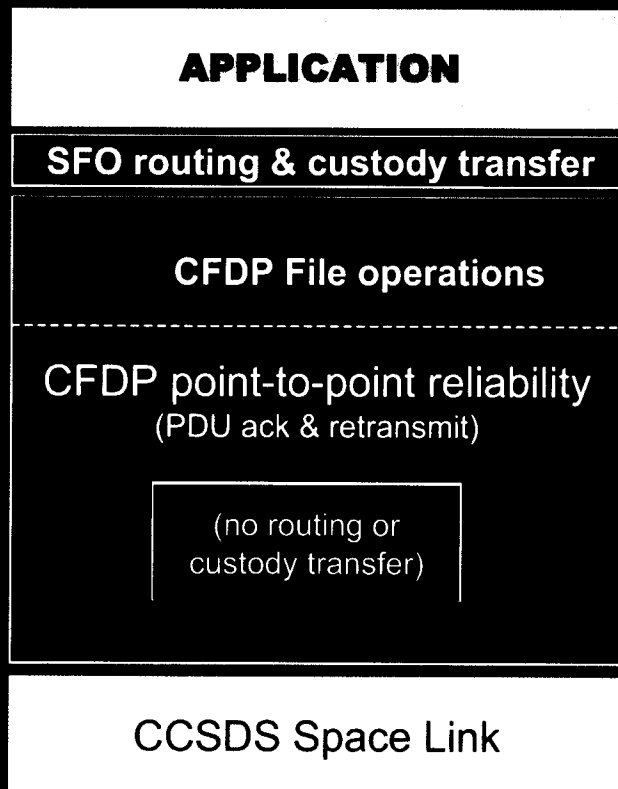 APPLICATION
SFO routing & custody transfer
CFDP File operations
CFDP point-to-point reliability
(PDU ack & retransmit)
(no routing or
custody transfer)
CCSDS Space Link